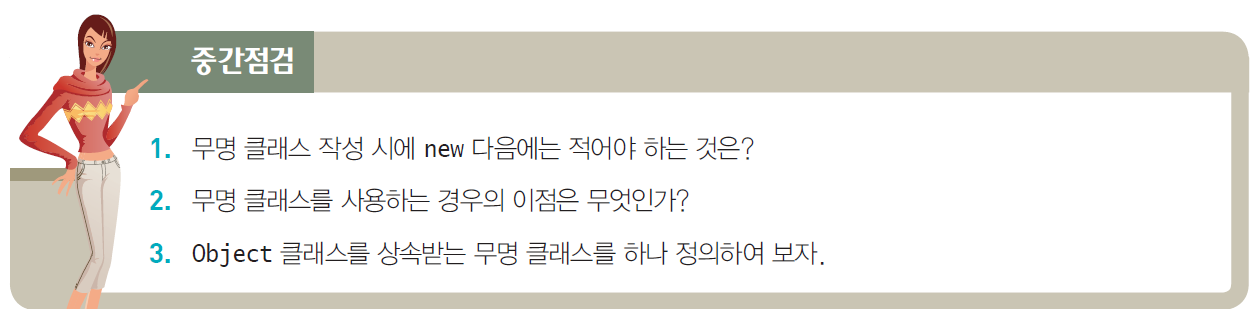 중간점검
1. 무명 클래스 작성 시에 new 다음에는 적어야 하는 것은?
2. 무명 클래스를 사용하는 경우의 이점은 무엇인가?
3. Object 클래스를 상속받는 무명 클래스를 하나 정의하여 보자.